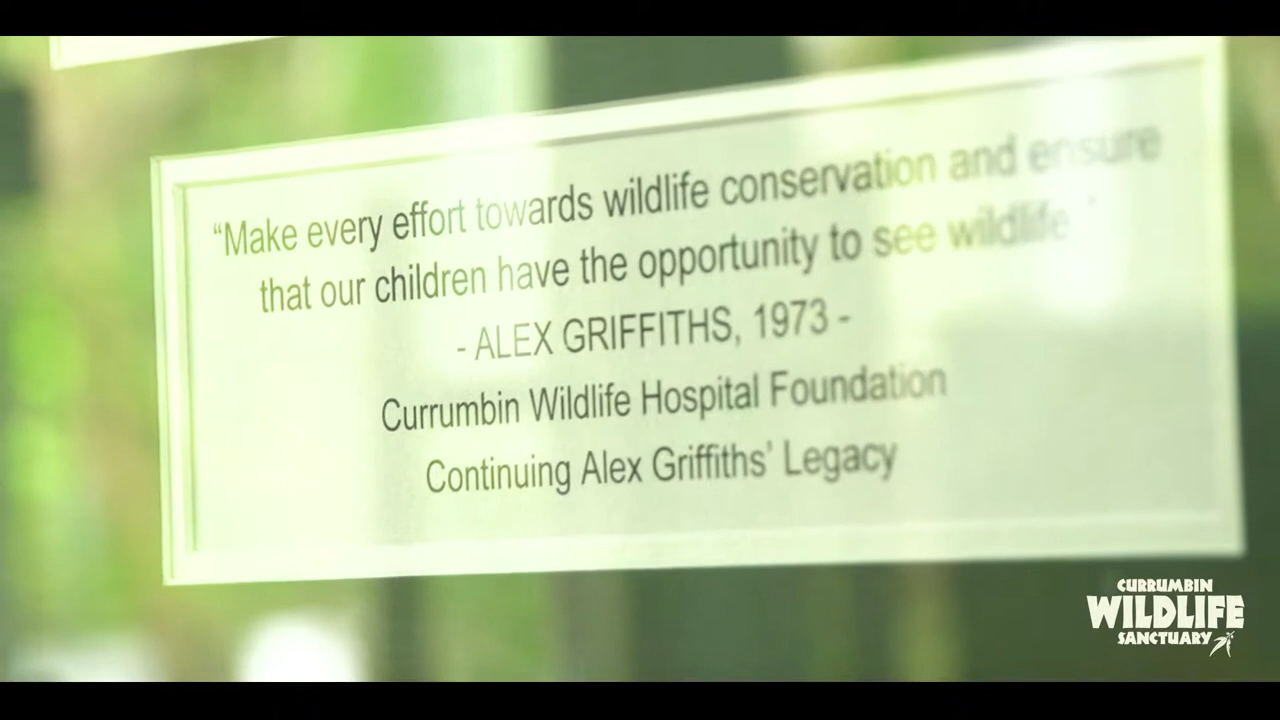 “Make every effort towards wildlife conservation and ensure
that our children have the opportunity to see wildlife
- ALEX GRIFFITHS, 1973 -
Currumbin Wildlife Hospital Foundation
Continuing Alex Griffiths’ Legacy
CURRUMBIN
WILDLIFE
SANCTUARY